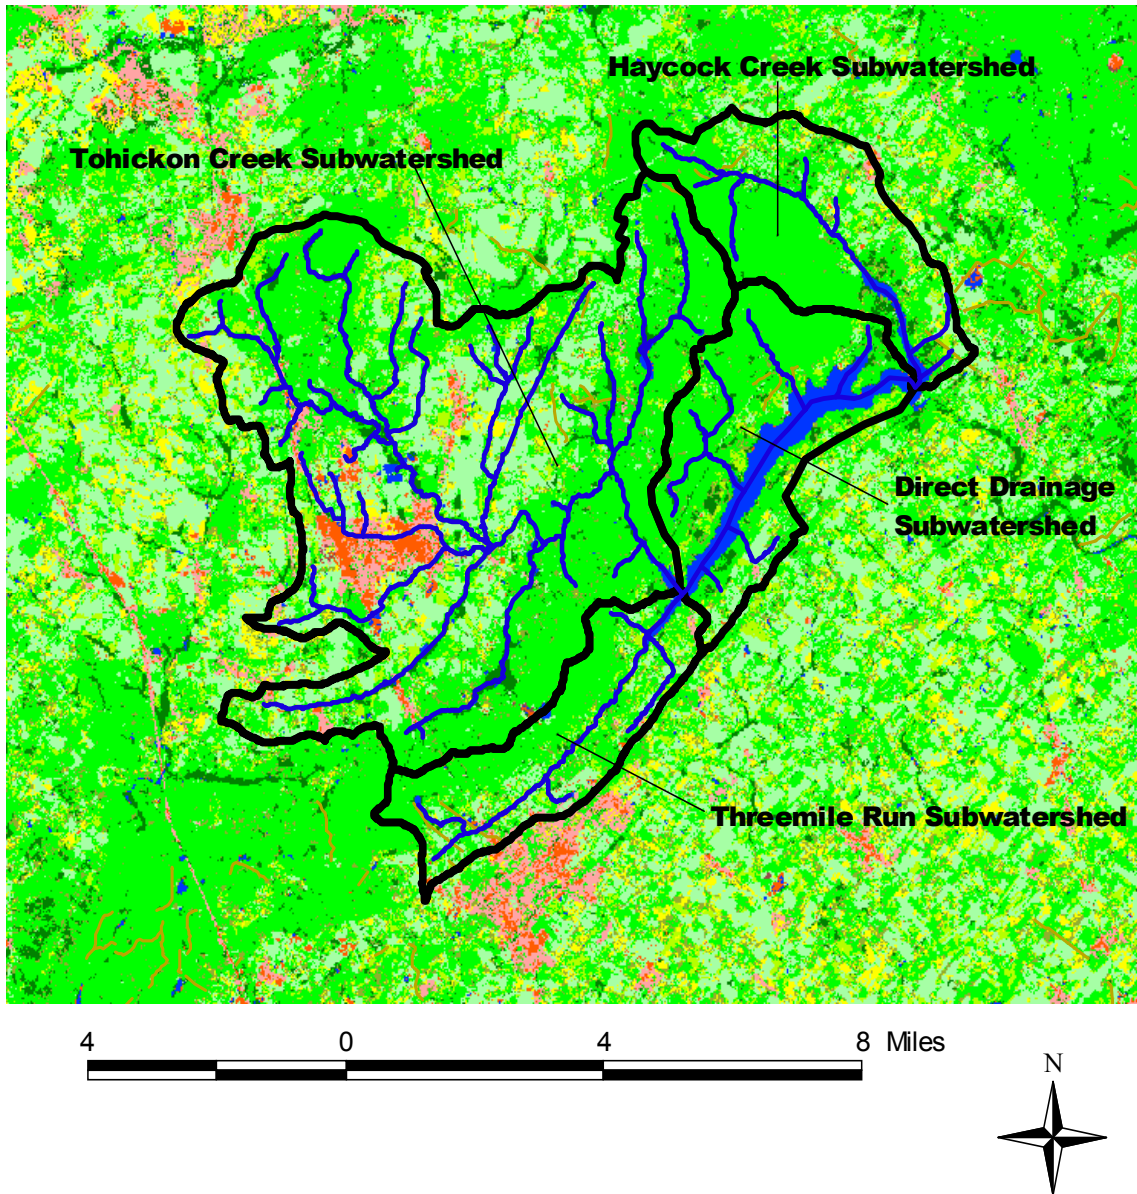 Haycock Creek Subwatershed
Tohickon Creek Subwatershed
Direct Drainage
Subwatershed
Threemile Run Subwatershed
4 0 4 8 Miles
N